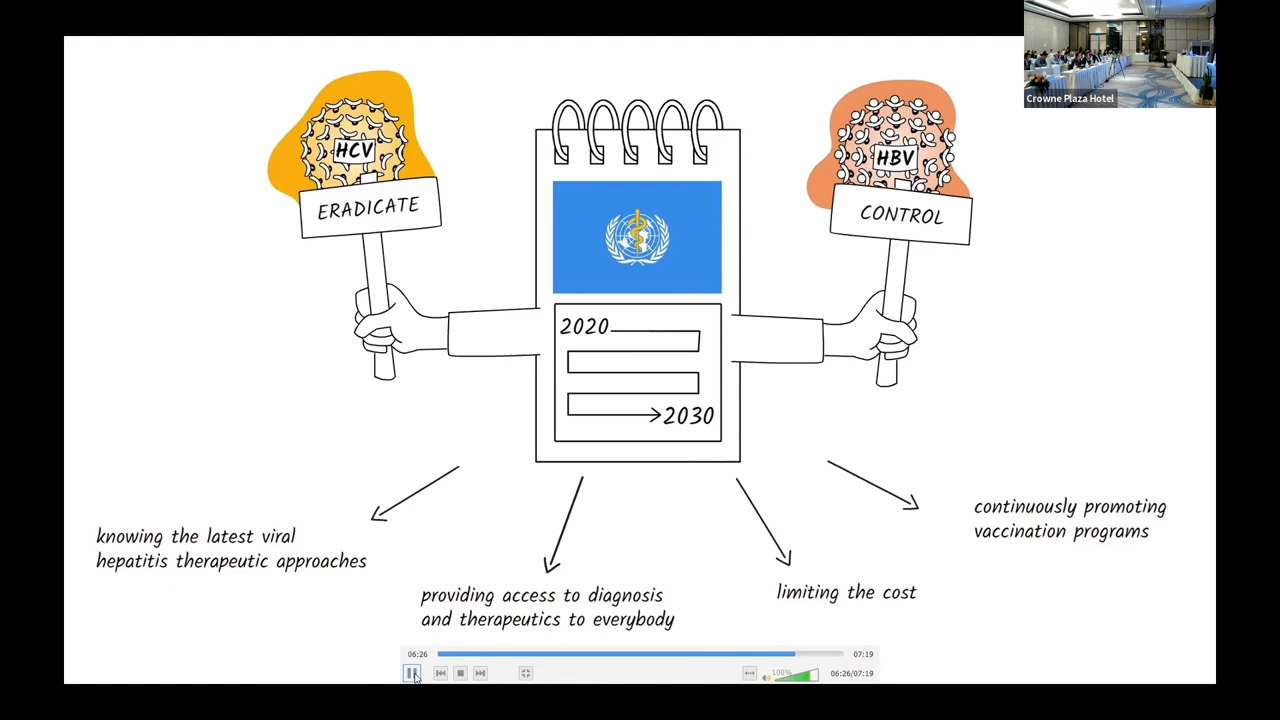 Crowne Plaza Hotel
HCV
ERADICATE
HBV
CONTROL
2020
2030
knowing the latest viral
hepatitis therapeutic approaches
providing access to diagnosis
and therapeutics to everybody
limiting the cost
continuously promoting
vaccination programs
06:26
07:19
100%
06:26/07:19